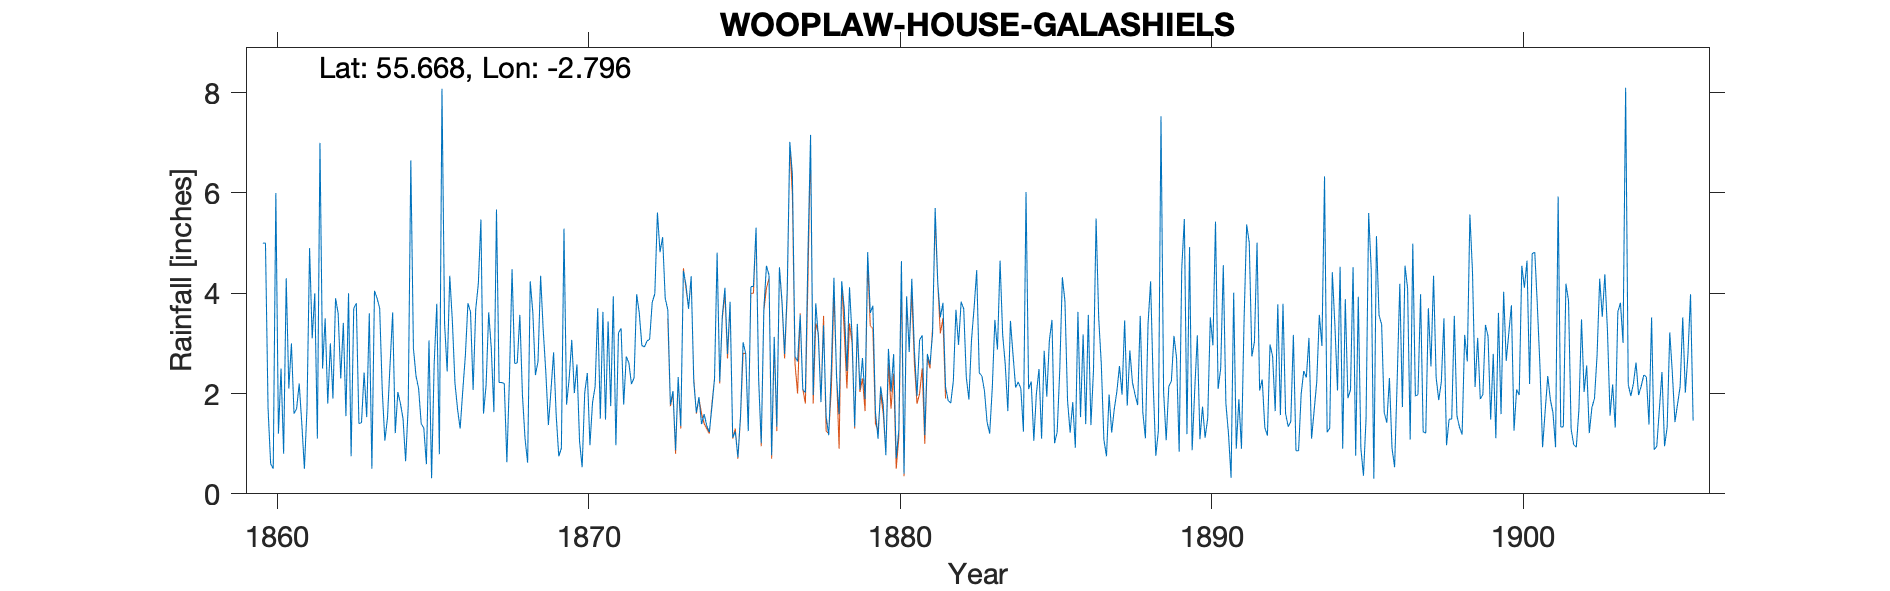 WOOPLAW-HOUSE-GALASHIELS
Lat: 55.668, Lon: -2.796
8
6
4
2
0
Rainfall [inches]
1860 1870 1880 1890 1900
Year